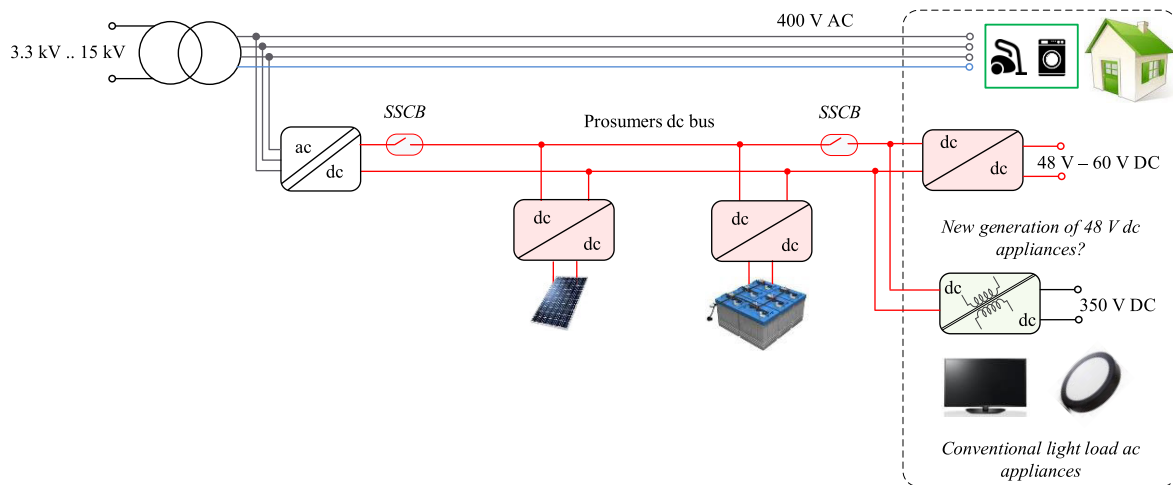 400 V AC
3.3 kV .. 15 kV
SSCB
Prosumers dc bus
SSCB
ac
dc
dc
dc
48 V – 60 V DC
dc
dc
dc
dc
New generation of 48 V dc
appliances?
dc
dc
350 V DC
Conventional light load ac
appliances